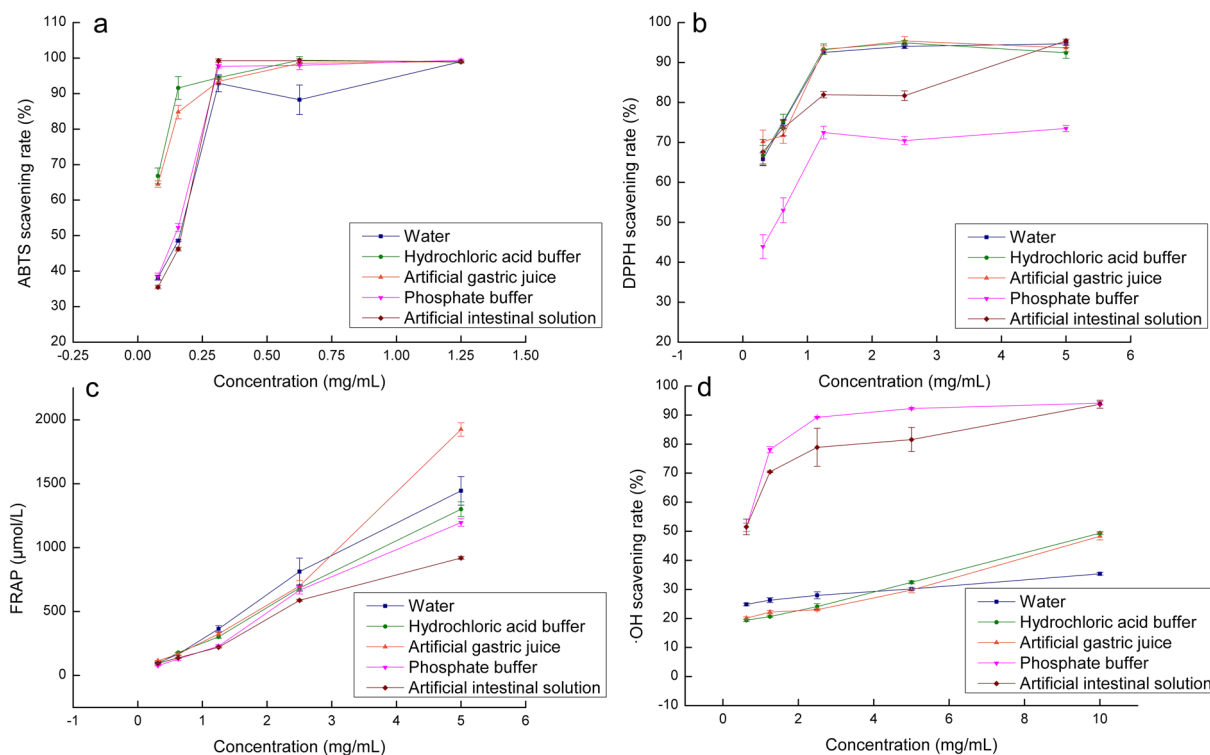 a
ABTS scavening rate (%)
100
90
80
70
60
50
40
30
20
110
-0.25
0.00
0.25
0.50
0.75
1.00
1.25
1.50
Concentration (mg/mL)
Water
Hydrochloric acid buffer
Artificial gastric juice
Phosphate buffer
Artificial intestinal solution
b
DPPH scavening rate (%)
100
90
80
70
60
50
40
30
20
-1
0
1
2
3
4
5
6
Concentration (mg/mL)
Water
Hydrochloric acid buffer
Artificial gastric juice
Phosphate buffer
Artificial intestinal solution
c
FRAP (μmol/L)
2000
1500
1000
500
0
-1
0
1
2
3
4
5
6
Concentration (mg/mL)
Water
Hydrochloric acid buffer
Artificial gastric juice
Phosphate buffer
Artificial intestinal solution
d
·OH scavening rate (%)
100
90
80
70
60
50
40
30
20
10
0
-10
0
2
4
6
8
10
Concentration (mg/mL)
Water
Hydrochloric acid buffer
Artificial gastric juice
Phosphate buffer
Artificial intestinal solution